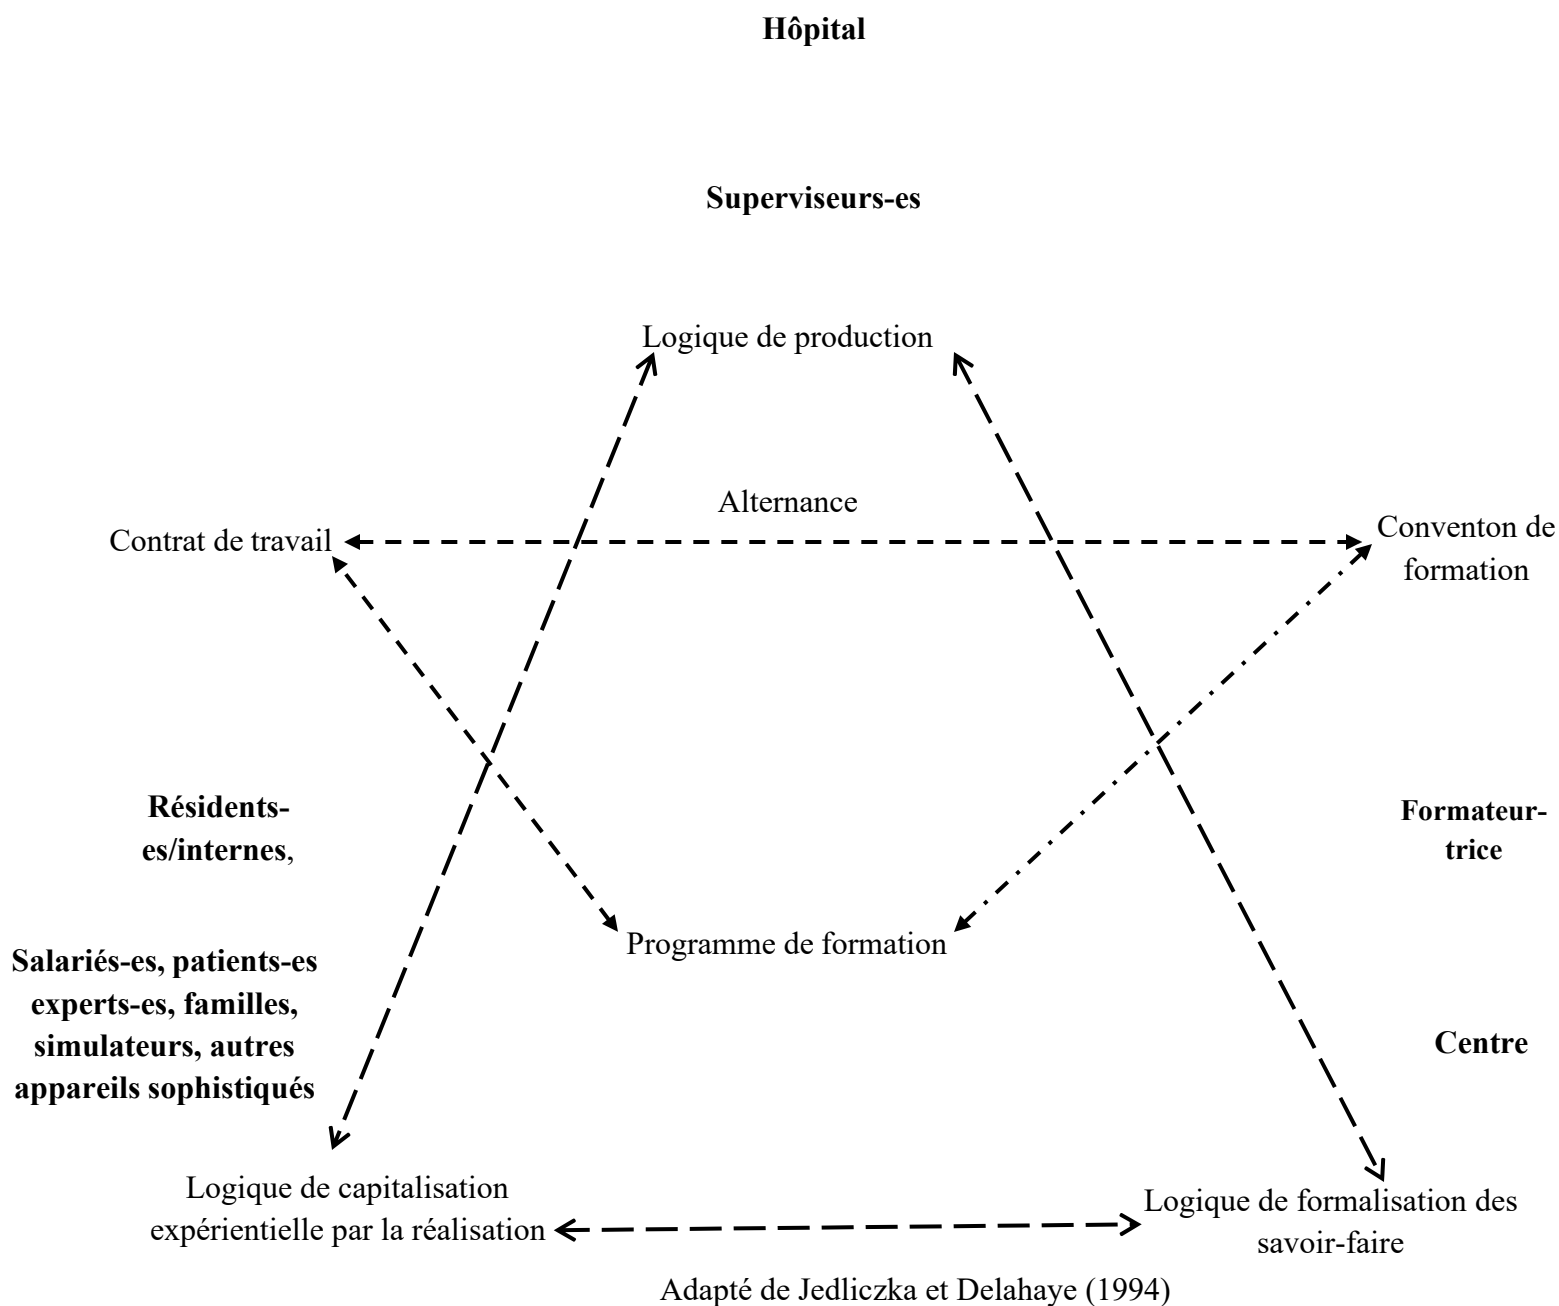 Hôpital
Superviseurs-es
Logique de production
Alternance
Contrat de travail
Conventon de
formation
Résidents-
es/internes,
Formateur-
trice
Programme de formation
Salariés-es, patients-es
experts-es, familles,
simulateurs, autres
appareils sophistiqués
Centre
Logique de capitalisation
expérientielle par la réalisation
Logique de formalisation des
savoir-faire
Adapté de Jedliczka et Delahaye (1994)